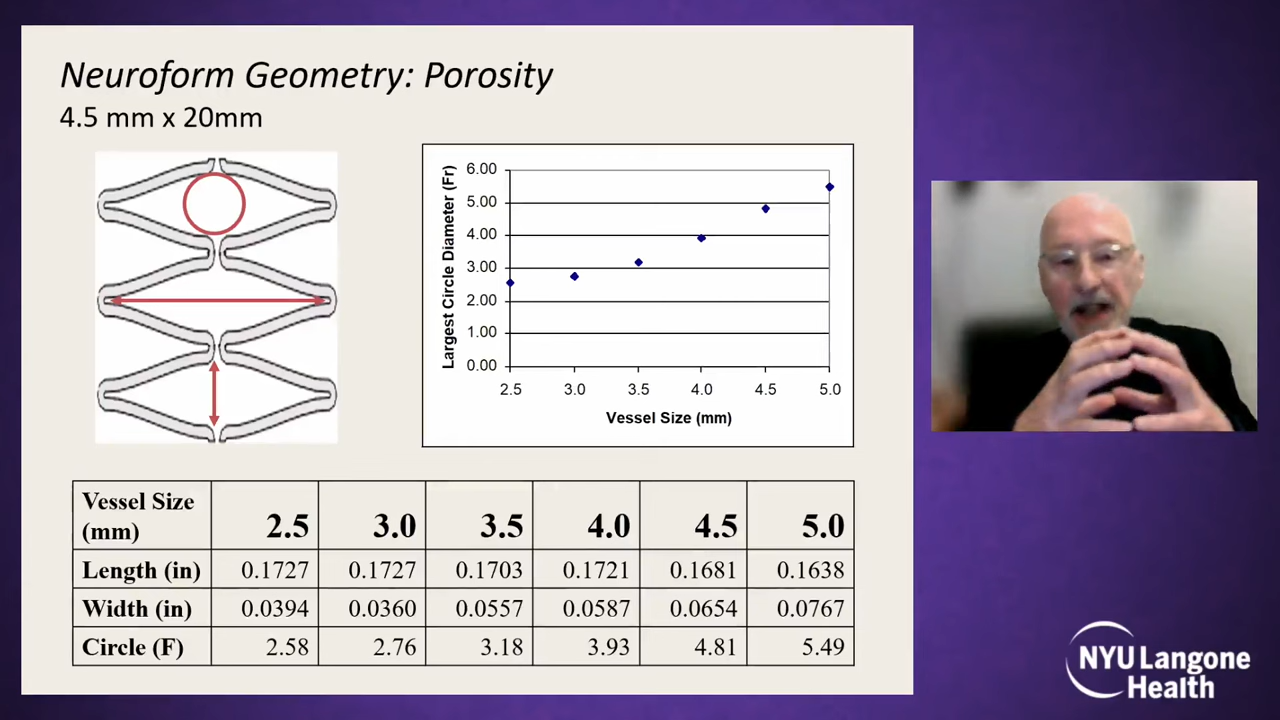 Neuroform Geometry: Porosity
4.5 mm x 20mm
Largest Circle Diameter (Fr)
6.00
5.00
4.00
3.00
2.00
1.00
0.00
2.5 3.0 3.5 4.0 4.5 5.0
Vessel Size (mm)
Vessel Size (mm) 2.5 3.0 3.5 4.0 4.5 5.0
Length (in) 0.1727 0.1727 0.1703 0.1721 0.1681 0.1638
Width (in) 0.0394 0.0360 0.0557 0.0587 0.0654 0.0767
Circle (F) 2.58 2.76 3.18 3.93 4.81 5.49
NYU Langone
Health